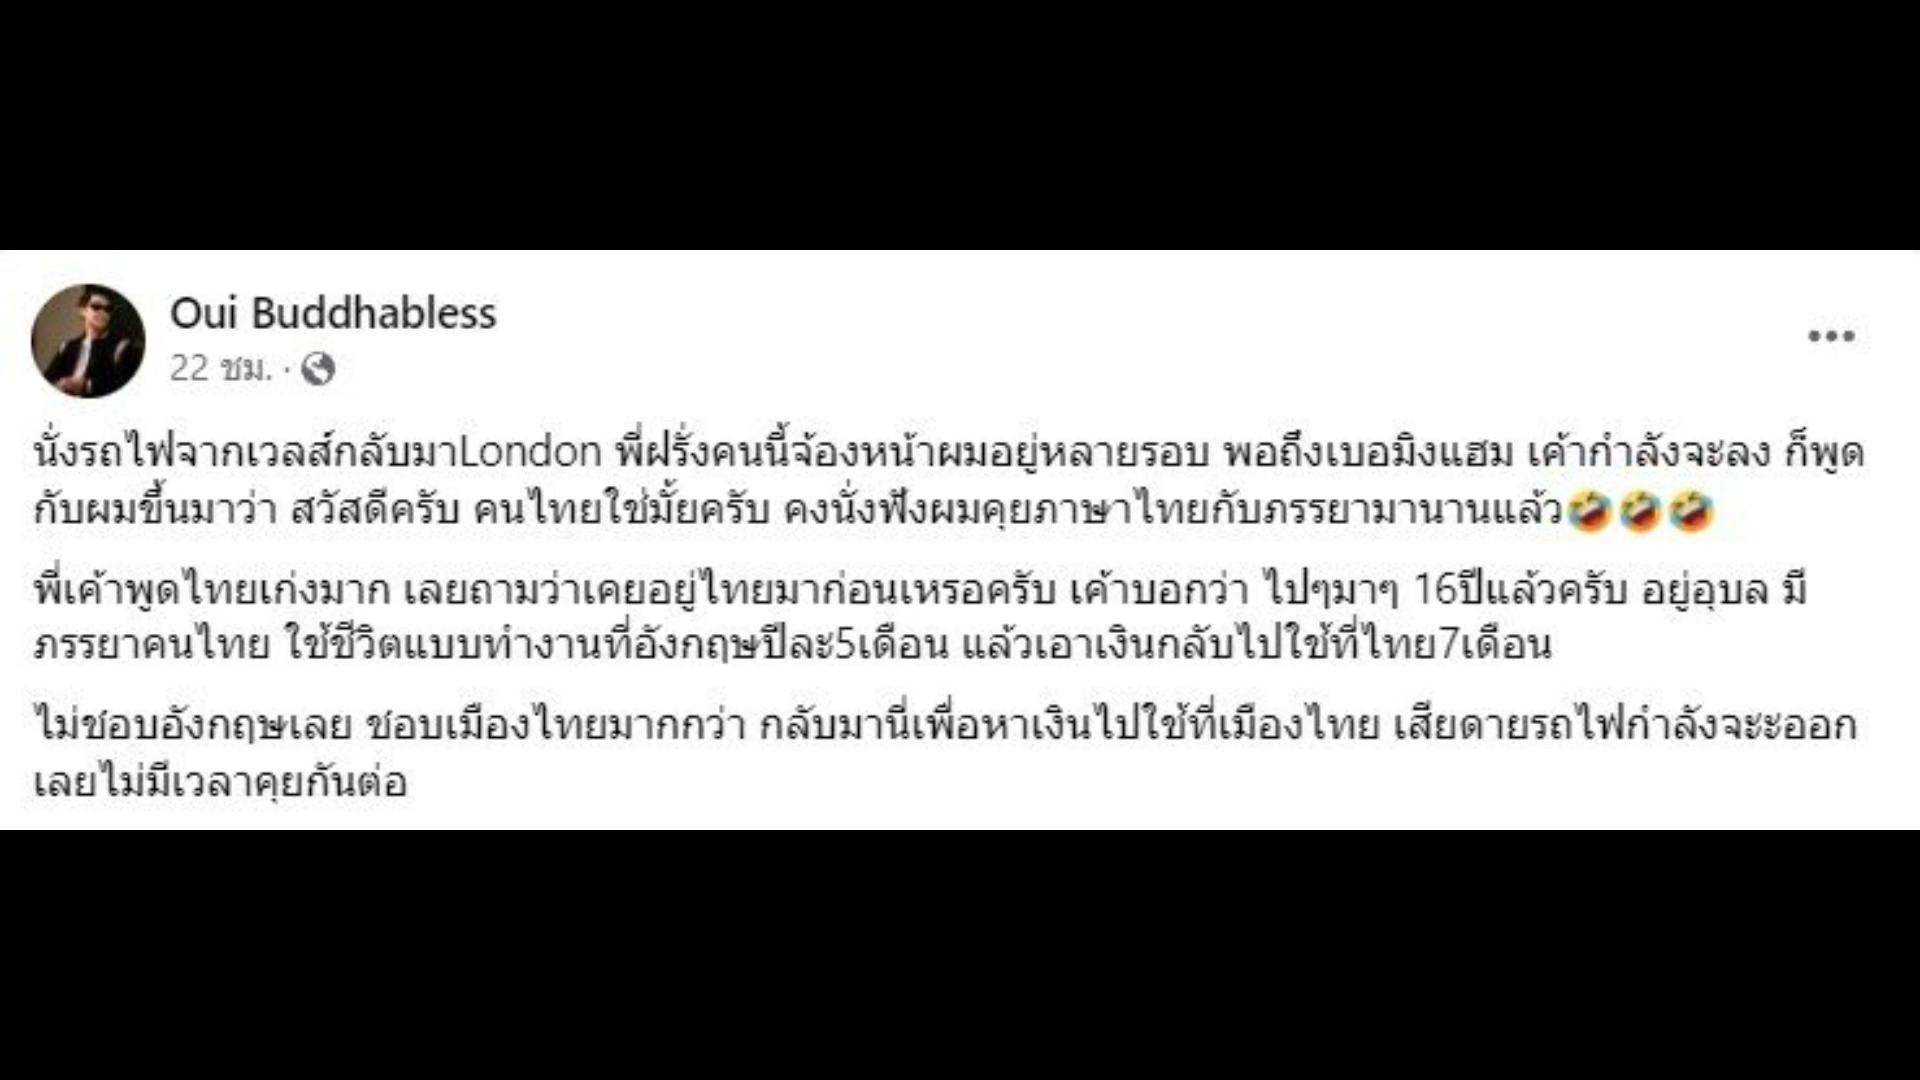 Oui Buddhabless
22 ชม. ·
นั่งรถไฟจากเวลส์กลับมาLondon พี่ฝรั่งคนนี้จ้องหน้าผมอยู่หลายรอบ พอถึงเบอมิงแฮม เค้ากำลังจะลง ก็พูด
กับผมขึ้นมาว่า สวัสดีครับ คนไทยใช่มั้ยครับ คงนั่งฟังผมคุยภาษาไทยกับภรรยามานานแล้ว🤣🤣🤣
พี่เค้าพูดไทยเก่งมาก เลยถามว่าเคยอยู่ไทยมาก่อนเหรอครับ เค้าบอกว่า ไปๆมาๆ 16ปีแล้วครับ อยู่อุบล มี
ภรรยาคนไทย ใช้ชีวิตแบบทำงานที่อังกฤษปีละ5เดือน แล้วเอาเงินกลับไปใช้ที่ไทย7เดือน
ไม่ชอบอังกฤษเลย ชอบเมืองไทยมากกว่า กลับมานี่เพื่อหาเงินไปใช้ที่เมืองไทย เสียดายรถไฟกำลังจะะออก
เลยไม่มีเวลาคุยกันต่อ